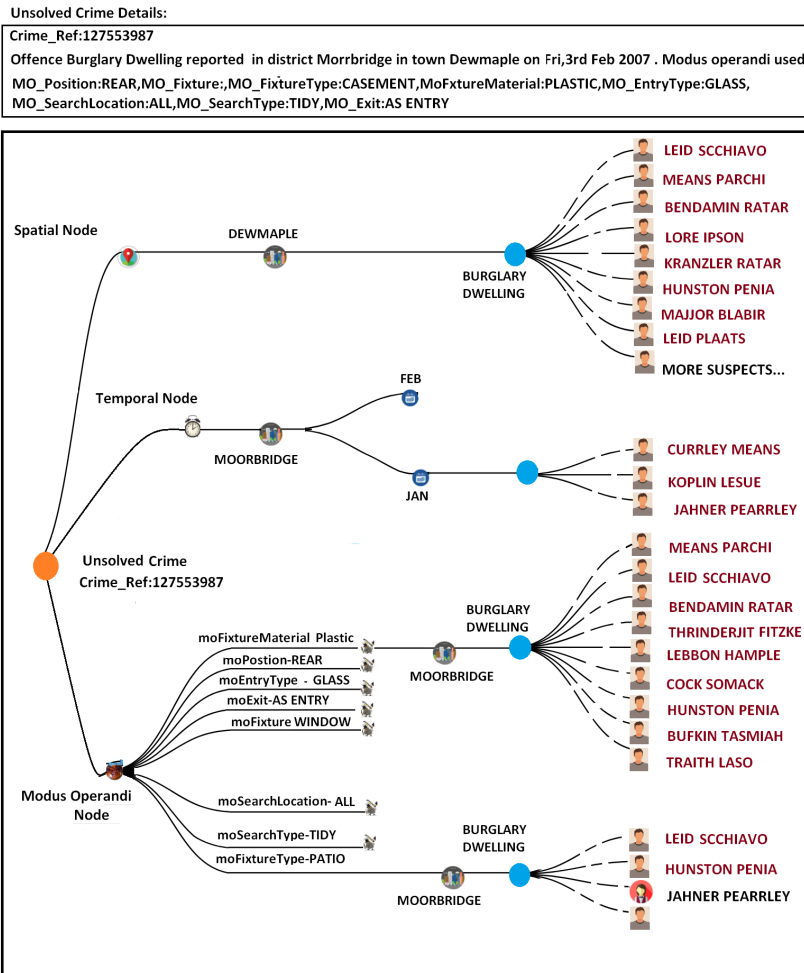 Unsolved Crime Details:
Crime_Ref:127553987
Offence Burglary Dwelling reported in district Morrbridge in town Dewmaple on Fri,3rd Feb 2007 . Modus operandi used
MO_Position:REAR,MO_Fixture:,MO_FixtureType:CASEMENT,MoFxtureMaterial:PLASTIC,MO_EntryType:GLASS,
MO_SearchLocation:ALL,MO_SearchType:TIDY,MO_Exit:AS ENTRY
Spatial Node
DEWMAPLE
BURGLARY
DWELLING
LEID SCCHIAVO
MEANS PARCHI
BENDAMIN RATAR
LORE IPSON
KRANZLER RATAR
HUNSTON PENIA
MAJJOR BLABIR
LEID PLAATS
MORE SUSPECTS...
Temporal Node
MOORBRIDGE
FEB
JAN
CURRLEY MEANS
KOPLIN LESUE
JAHNER PEARRLEY
Unsolved Crime
Crime_Ref:127553987
Modus Operandi
Node
moFixtureMaterial Plastic
moPostion-REAR
moEntryType - GLASS
moExit-AS ENTRY
moFixture WINDOW
MOORBRIDGE
BURGLARY
DWELLING
MEANS PARCHI
LEID SCCHIAVO
BENDAMIN RATAR
THRINDERJIT FITZKE
LEBBON HAMPLE
COCK SOMACK
HUNSTON PENIA
BUFKIN TASMIAH
TRAITH LASO
moSearchLocation- ALL
moSearchType-TIDY
moFixtureType-PATIO
MOORBRIDGE
BURGLARY
DWELLING
LEID SCCHIAVO
HUNSTON PENIA
JAHNER PEARRLEY